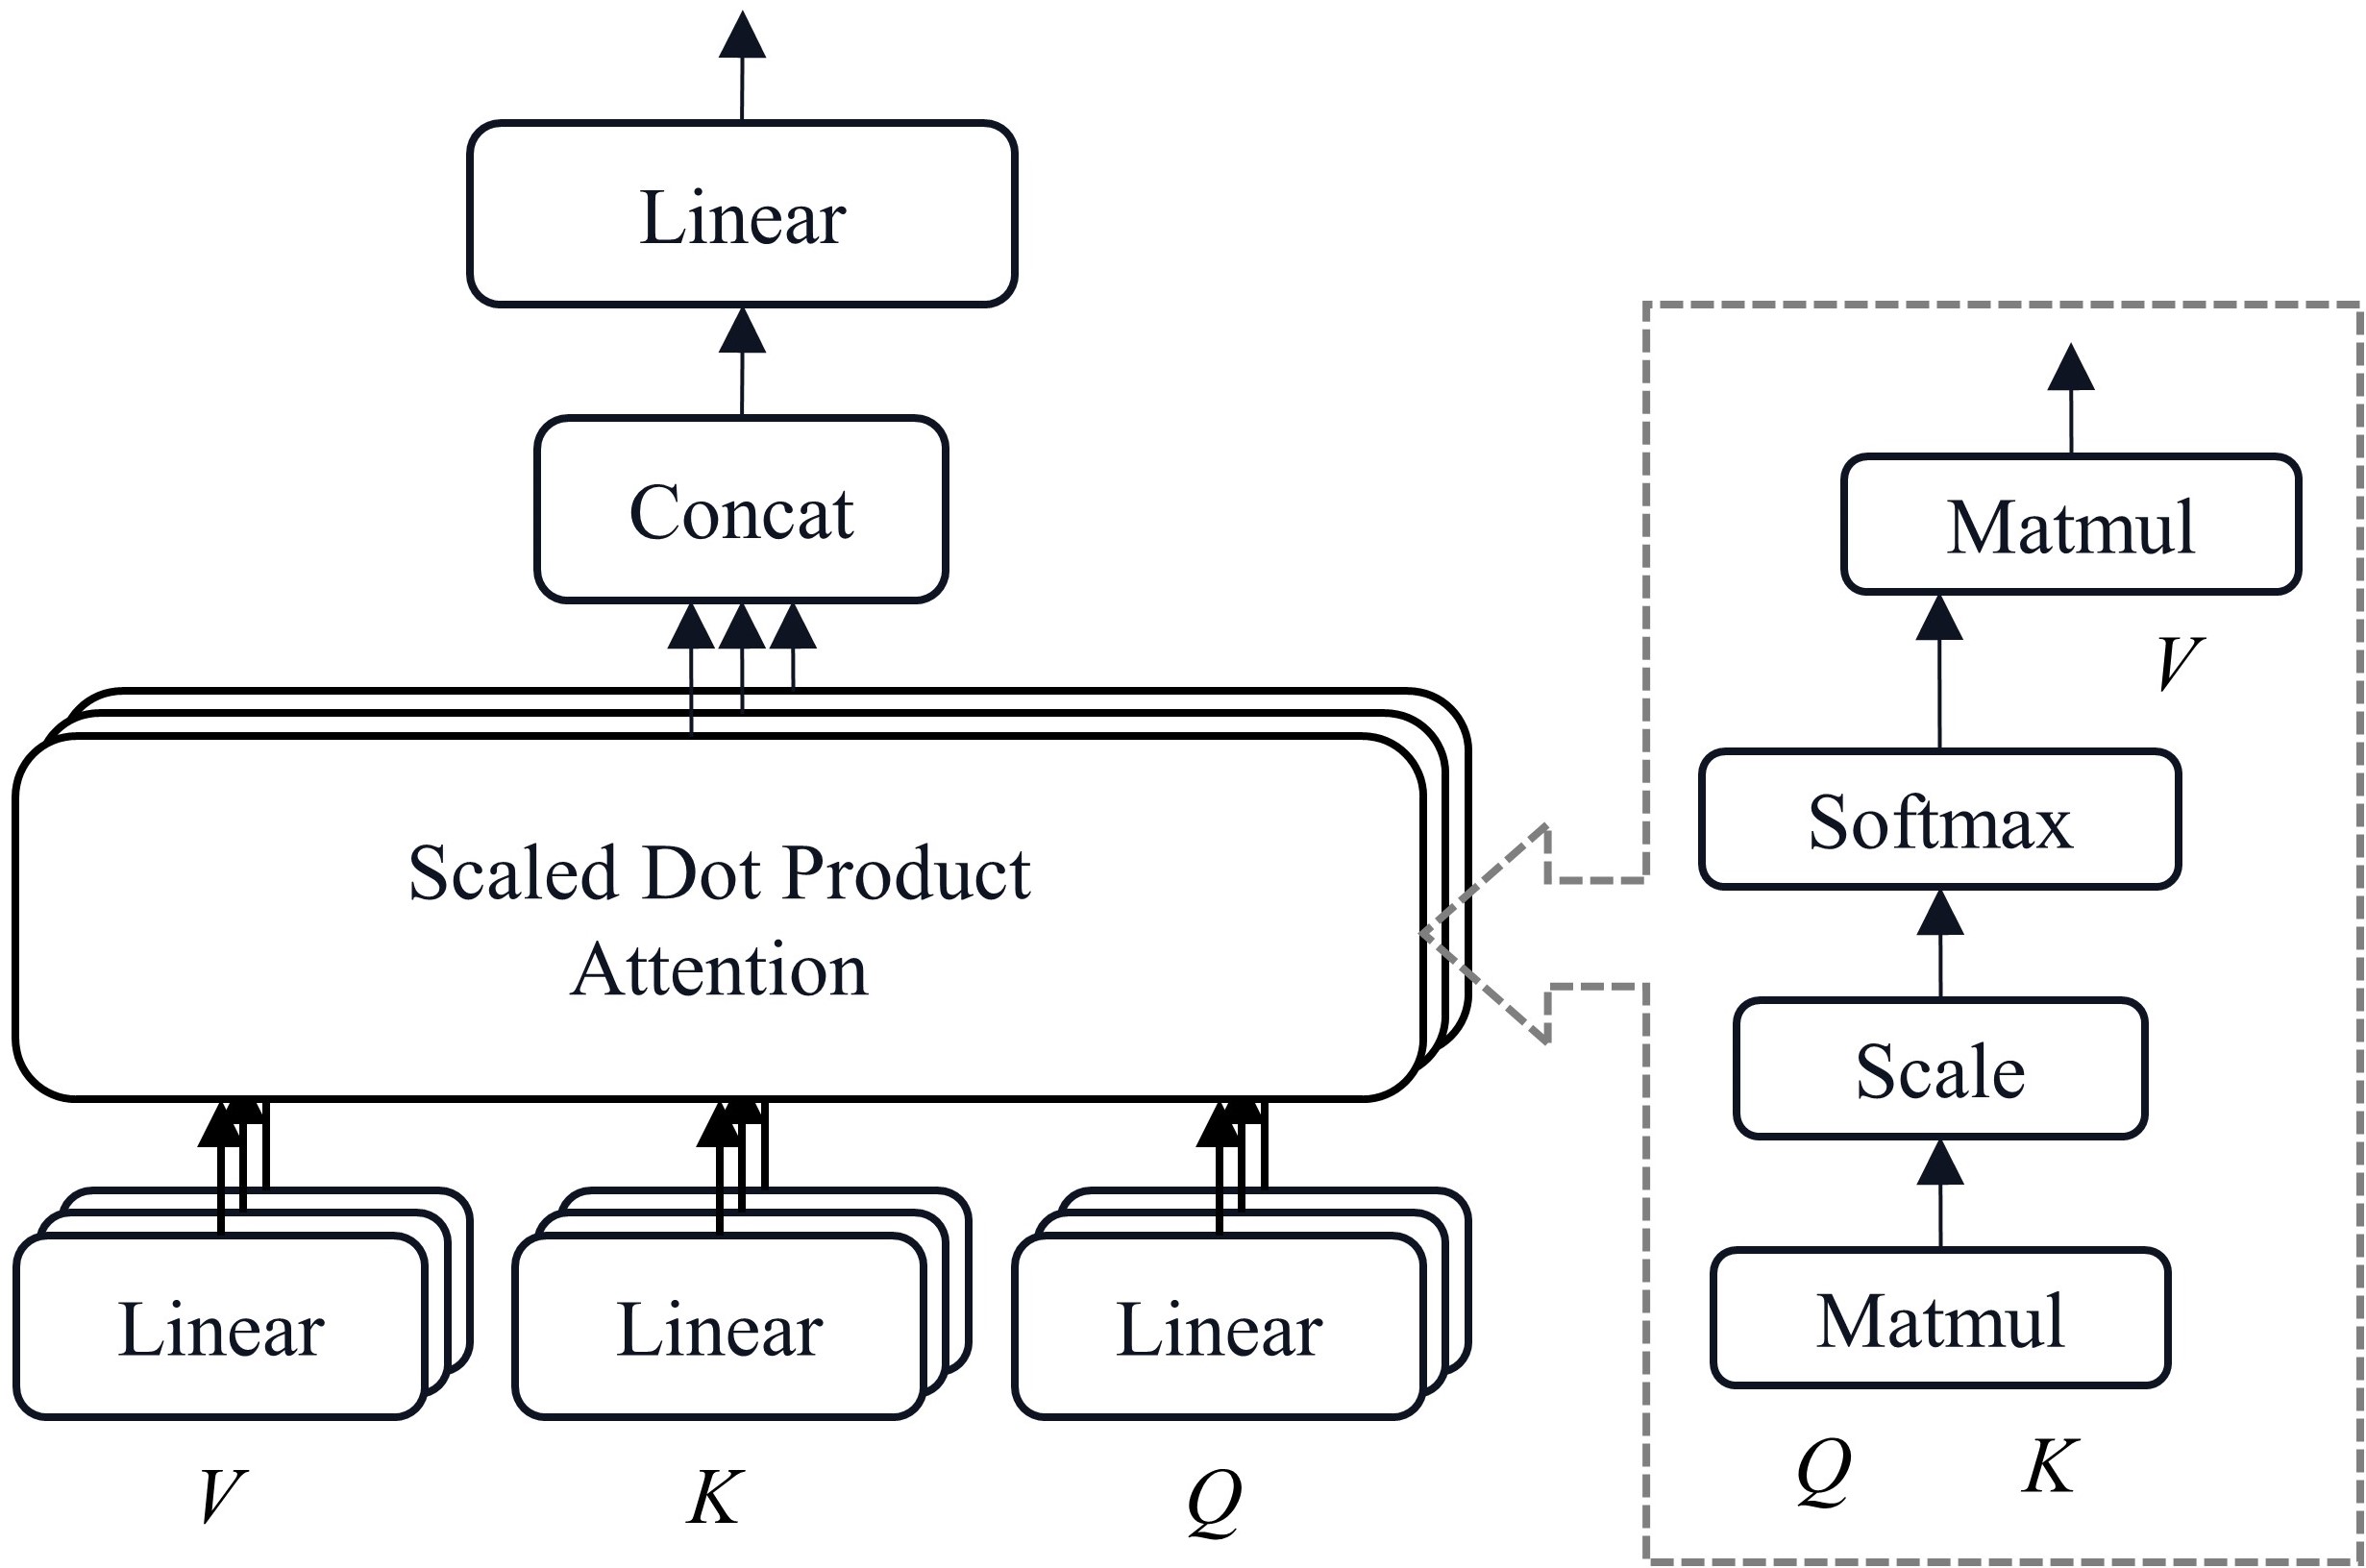 Linear
Concat
Scaled Dot Product
Attention
Linear
Linear
Linear
V
K
Q
Matmul
V
Softmax
Scale
Matmul
Q
K